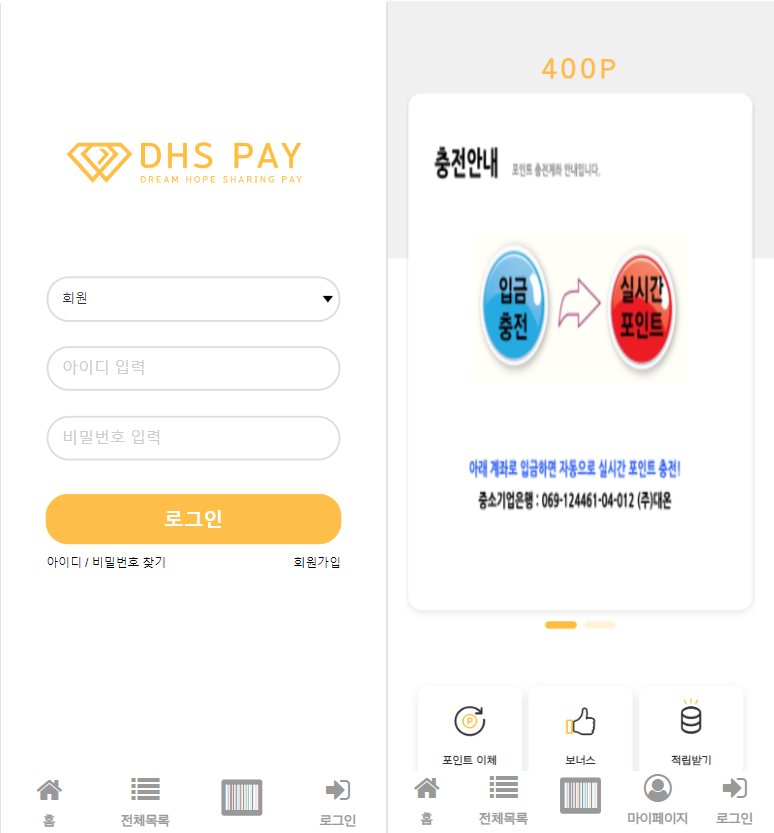 DHS PAY
DREAM HOPE SHARING PAY
회원
아이디 입력
비밀번호 입력
로그인
아이디 / 비밀번호 찾기
회원가입
홈
전체목록
로그인
400P
충전안내
포인트 충전계좌 안내입니다.
입금
충전
실시간
포인트
아래 계좌로 입금하면 자동으로 실시간 포인트 충전!
중소기업은행 : 069-124461-04-012 (주)대온
P
포인트 이체
보너스
적립받기
홈
전체목록
마이페이지
로그인